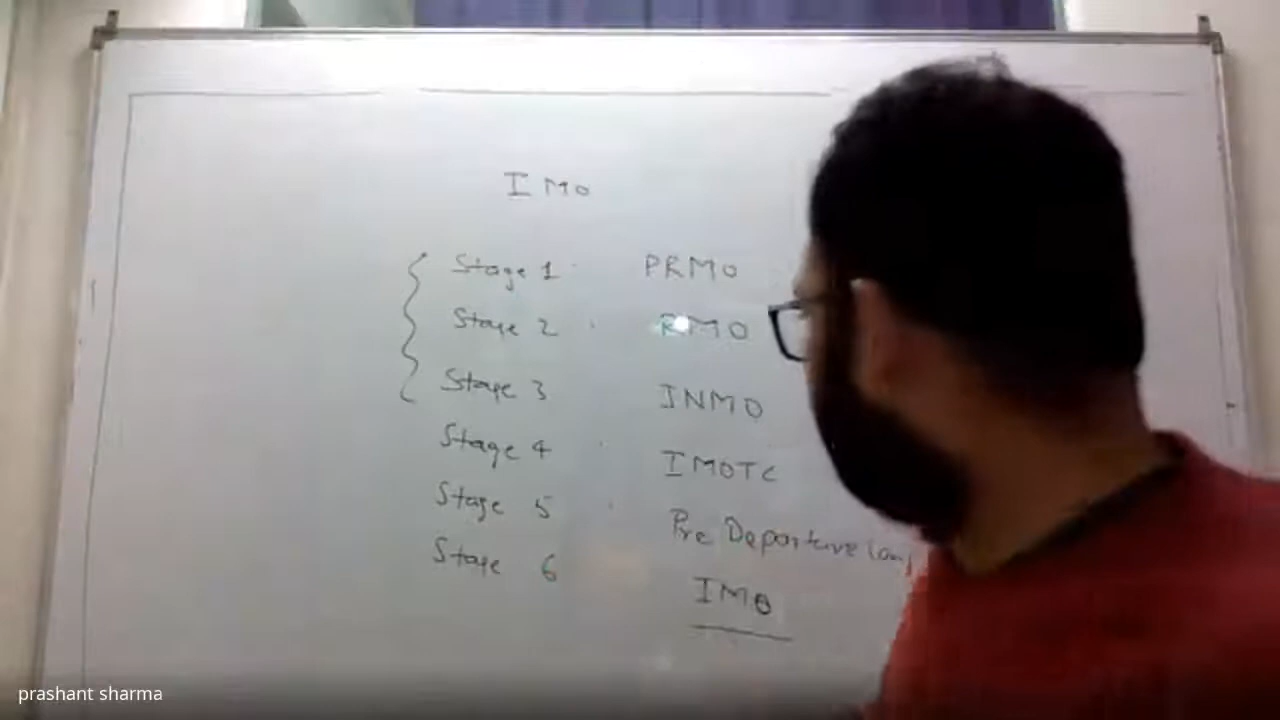 IMO
Stage 1 PRMO
Stage 2 RMO
Stage 3 INMO
Stage 4 IMOTC
Stage 5 Pre Departure
Stage 6 IMO
prashant sharma